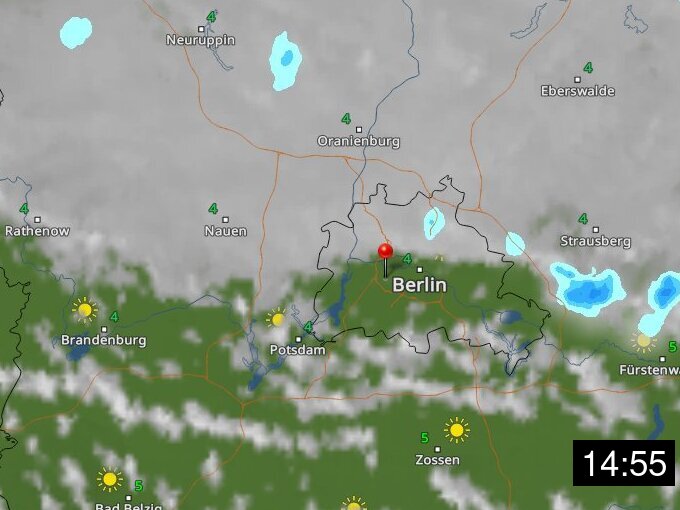 4
Neuruppin
4
Eberswalde
4
Oranienburg
4
Rathenow
4
Nauen
4
Strausberg
4
Berlin
4
Brandenburg
4
Potsdam
5
Fürstenwa
5
Zossen
14:55
5
Bad Belzig